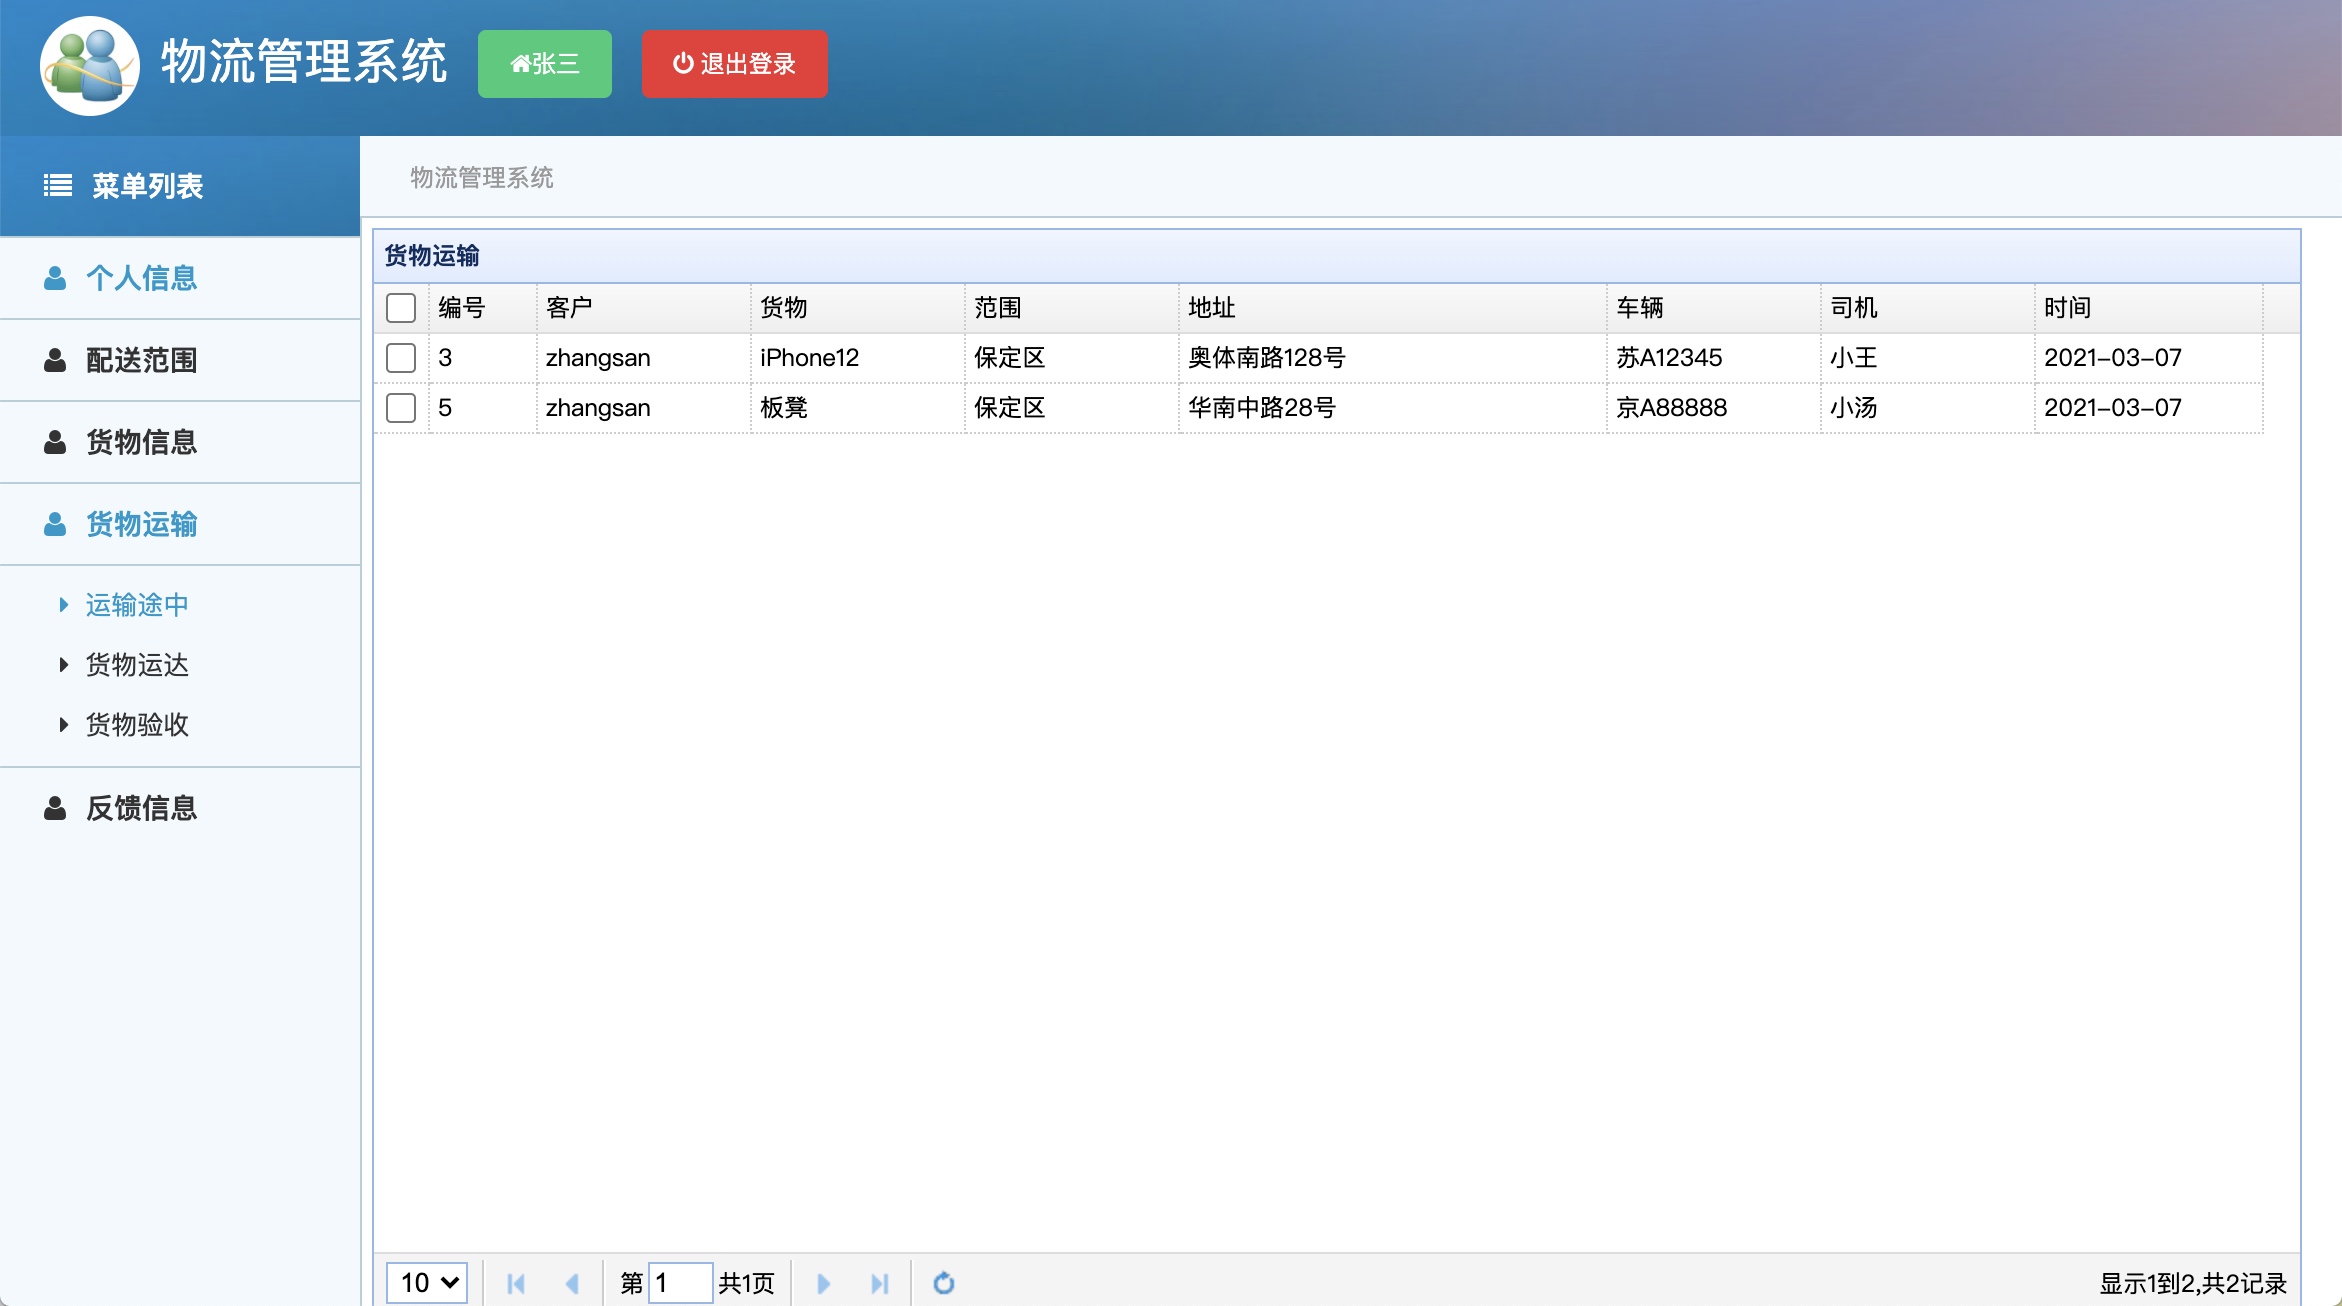 物流管理系统 张三 退出登录
菜单列表
物流管理系统
个人信息
配送范围
货物信息
货物运输
运输途中
货物运达
货物验收
反馈信息
货物运输
编号 客户 货物 范围 地址 车辆 司机 时间
3 zhangsan iPhone12 保定区 奥体南路128号 苏A12345 小王 2021-03-07
5 zhangsan 板凳 保定区 华南中路28号 京A88888 小汤 2021-03-07
10 第 1 共1页 显示1到2,共2记录